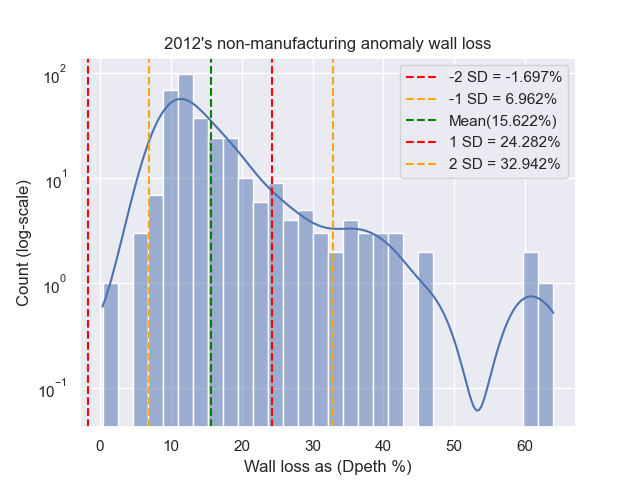 2012's non-manufacturing anomaly wall loss
-2 SD = -1.697%
-1 SD = 6.962%
Mean(15.622%)
1 SD = 24.282%
2 SD = 32.942%
Count (log-scale)
10²
10¹
10⁰
10⁻¹
0 10 20 30 40 50 60
Wall loss as (Dpeth %)